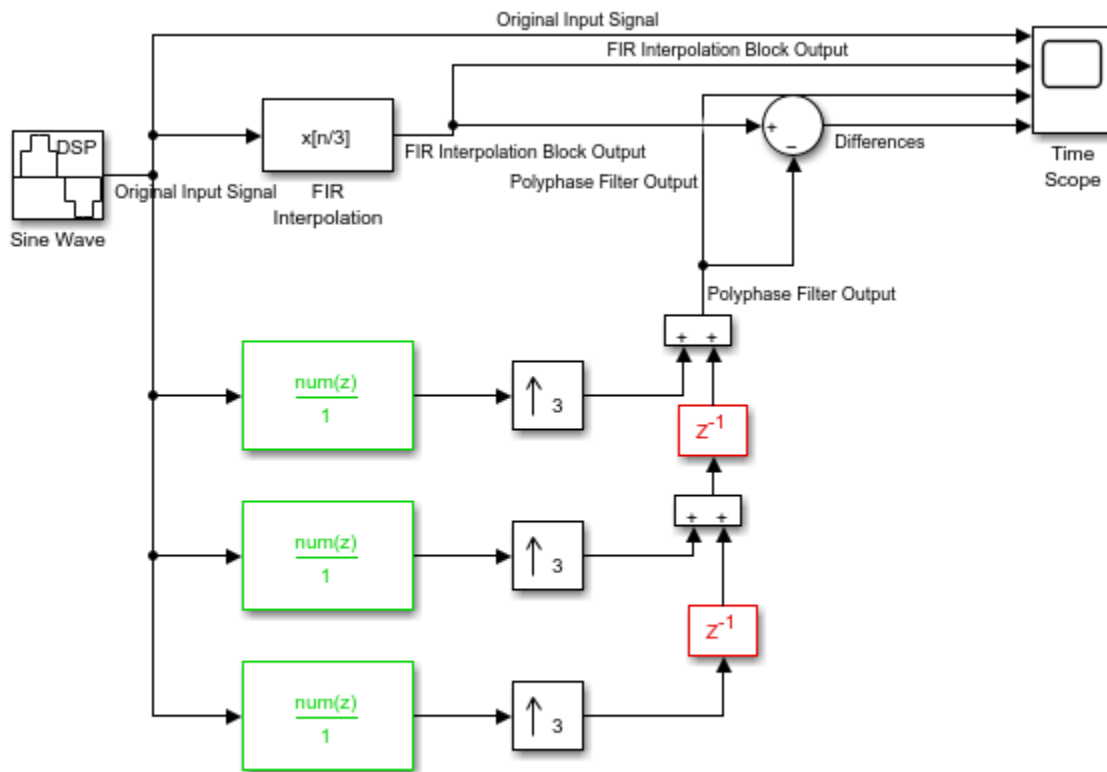 Original Input Signal
FIR Interpolation Block Output
DSP
x[n/3]
+
−
Differences
Time
Scope
FIR Interpolation Block Output
Polyphase Filter Output
Original Input Signal
FIR
Interpolation
Sine Wave
Polyphase Filter Output
+ +
num(z)
1
↑ 3
z-1
+ +
num(z)
1
↑ 3
z-1
num(z)
1
↑ 3